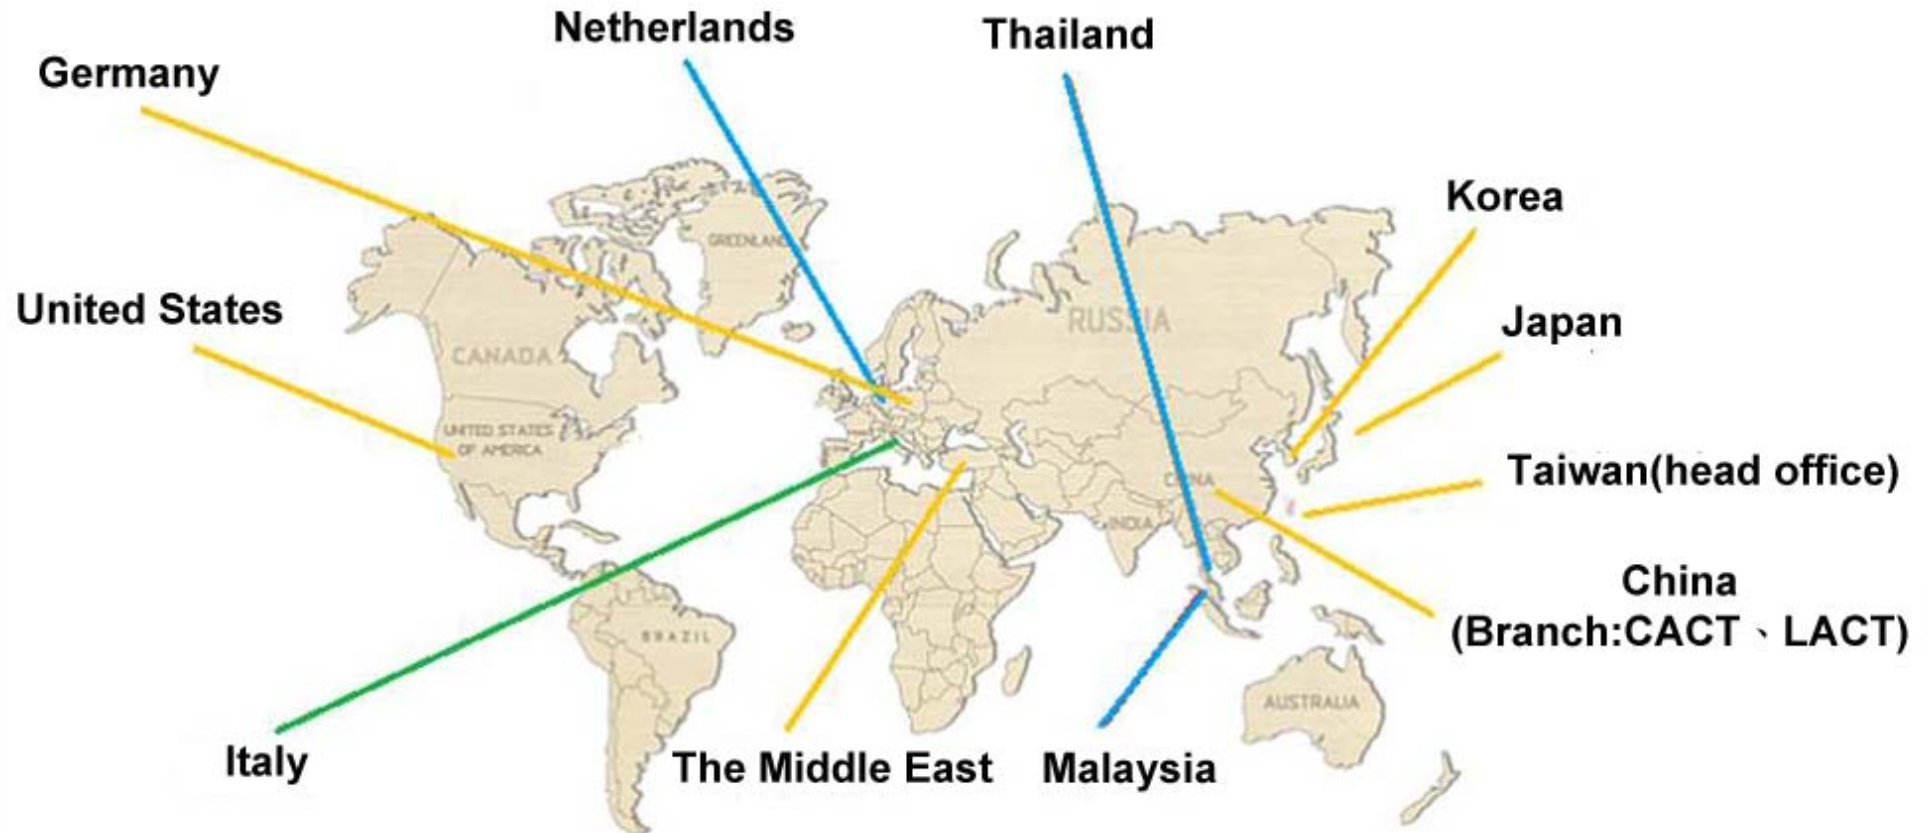 Netherlands
Thailand
Germany
Korea
United States
Japan
GREENLAND
RUSSIA
CANADA
UNITED STATES
OF AMERICA
CHINA
INDIA
Taiwan(head office)
China
(Branch:CACT、LACT)
BRAZIL
AUSTRALIA
Italy
The Middle East
Malaysia